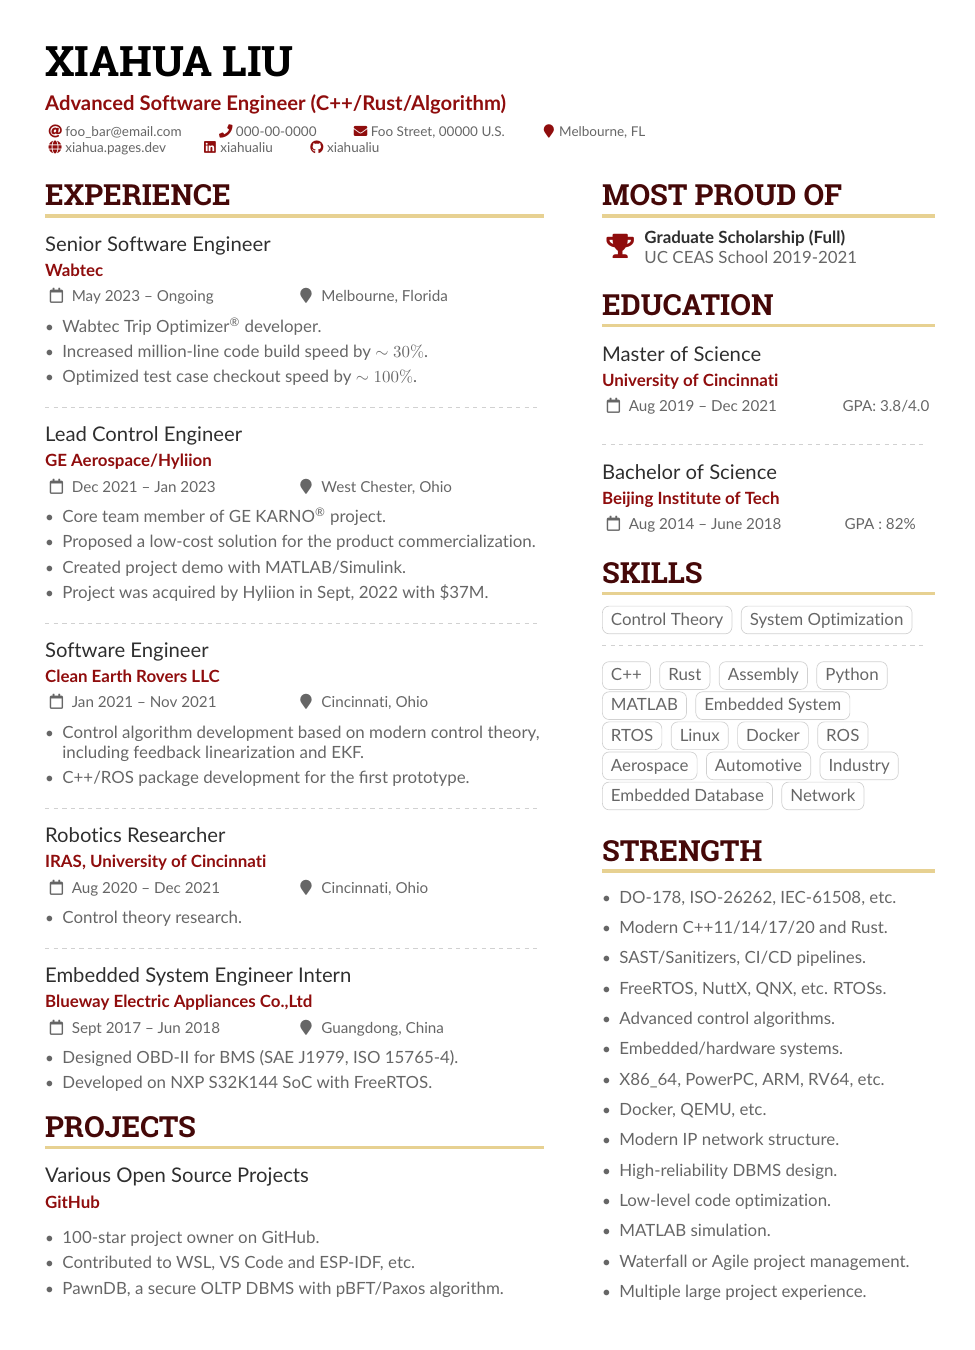 XIAHUA LIU
Advanced Software Engineer (C++/Rust/Algorithm)
foo_bar@email.com 000-00-0000 Foo Street, 00000 U.S. Melbourne, FL
xiahua.pages.dev xiahualiu xiahualiu
EXPERIENCE
Senior Software Engineer
Wabtec
May 2023 – Ongoing Melbourne, Florida
• Wabtec Trip Optimizer® developer.
• Increased million-line code build speed by ∼ 30%.
• Optimized test case checkout speed by ∼ 100%.
Lead Control Engineer
GE Aerospace/Hyliion
Dec 2021 – Jan 2023 West Chester, Ohio
• Core team member of GE KARNO® project.
• Proposed a low-cost solution for the product commercialization.
• Created project demo with MATLAB/Simulink.
• Project was acquired by Hyliion in Sept, 2022 with $37M.
Software Engineer
Clean Earth Rovers LLC
Jan 2021 – Nov 2021 Cincinnati, Ohio
• Control algorithm development based on modern control theory,
including feedback linearization and EKF.
• C++/ROS package development for the first prototype.
Robotics Researcher
IRAS, University of Cincinnati
Aug 2020 – Dec 2021 Cincinnati, Ohio
• Control theory research.
Embedded System Engineer Intern
Blueway Electric Appliances Co.,Ltd
Sept 2017 – Jun 2018 Guangdong, China
• Designed OBD-II for BMS (SAE J1979, ISO 15765-4).
• Developed on NXP S32K144 SoC with FreeRTOS.
PROJECTS
Various Open Source Projects
GitHub
• 100-star project owner on GitHub.
• Contributed to WSL, VS Code and ESP-IDF, etc.
• PawnDB, a secure OLTP DBMS with pBFT/Paxos algorithm.
MOST PROUD OF
Graduate Scholarship (Full)
UC CEAS School 2019-2021
EDUCATION
Master of Science
University of Cincinnati
Aug 2019 – Dec 2021 GPA: 3.8/4.0
Bachelor of Science
Beijing Institute of Tech
Aug 2014 – June 2018 GPA : 82%
SKILLS
Control Theory System Optimization
C++ Rust Assembly Python
MATLAB Embedded System
RTOS Linux Docker ROS
Aerospace Automotive Industry
Embedded Database Network
STRENGTH
• DO-178, ISO-26262, IEC-61508, etc.
• Modern C++11/14/17/20 and Rust.
• SAST/Sanitizers, CI/CD pipelines.
• FreeRTOS, NuttX, QNX, etc. RTOSs.
• Advanced control algorithms.
• Embedded/hardware systems.
• X86_64, PowerPC, ARM, RV64, etc.
• Docker, QEMU, etc.
• Modern IP network structure.
• High-reliability DBMS design.
• Low-level code optimization.
• MATLAB simulation.
• Waterfall or Agile project management.
• Multiple large project experience.